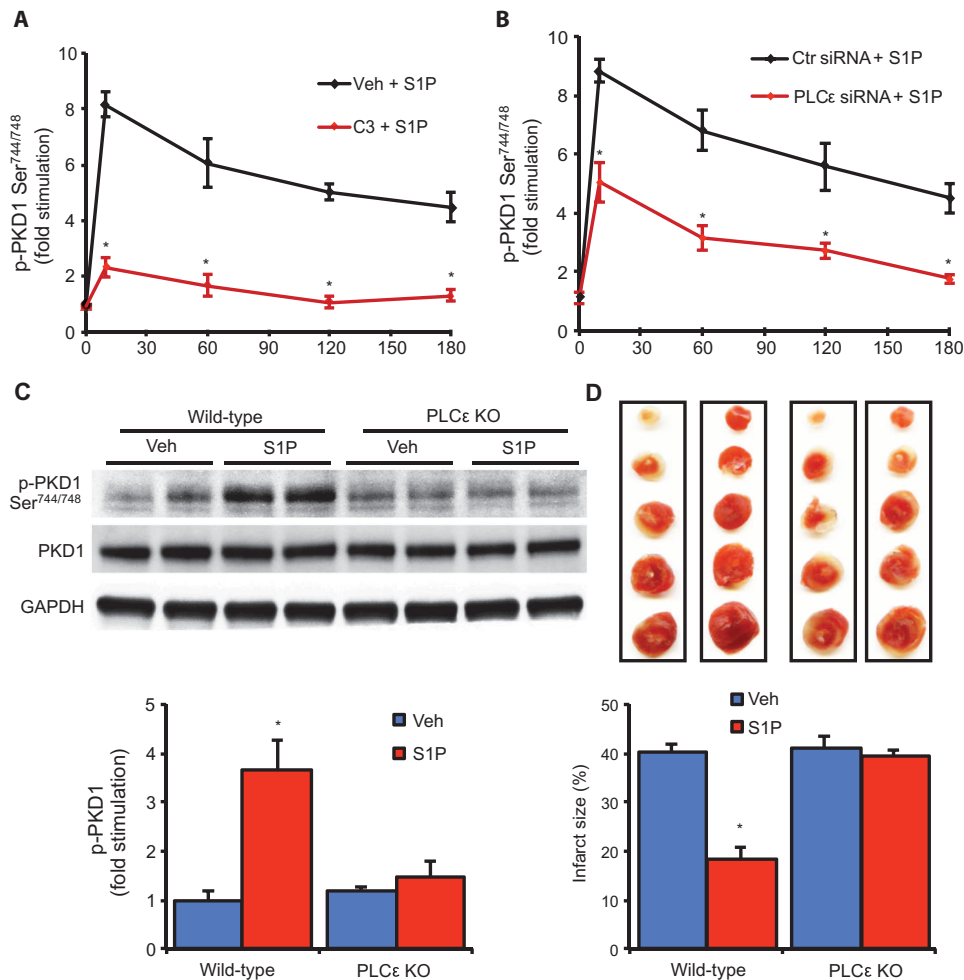 A
p-PKD1 Ser744/748
(fold stimulation)
10
8
6
4
2
0
Veh + S1P
C3 + S1P
*
*
*
*
0 30 60 90 120 150 180
B
p-PKD1 Ser744/748
(fold stimulation)
10
8
6
4
2
0
Ctr siRNA + S1P
PLCε siRNA + S1P
*
*
*
*
0 30 60 90 120 150 180
C
Wild-type PLCε KO
Veh S1P Veh S1P
p-PKD1
Ser744/748
PKD1
GAPDH
p-PKD1
(fold stimulation)
5
4
3
2
1
0
Veh
S1P
*
Wild-type PLCε KO
D
Infarct size (%)
50
40
30
20
10
0
Veh
S1P
*
Wild-type PLCε KO